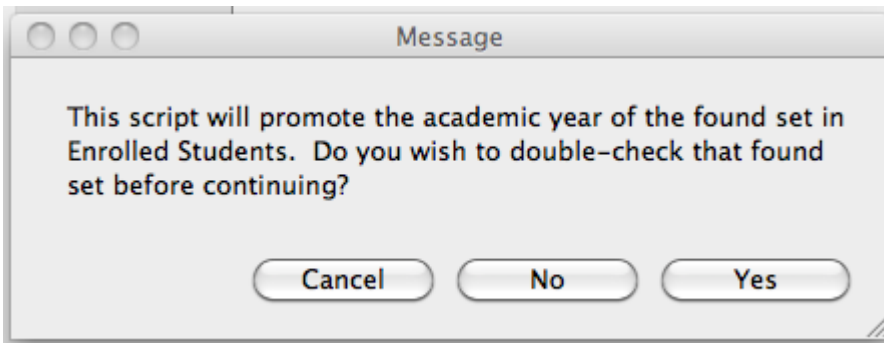 Message
This script will promote the academic year of the found set in
Enrolled Students.  Do you wish to double-check that found
set before continuing?
Cancel No Yes